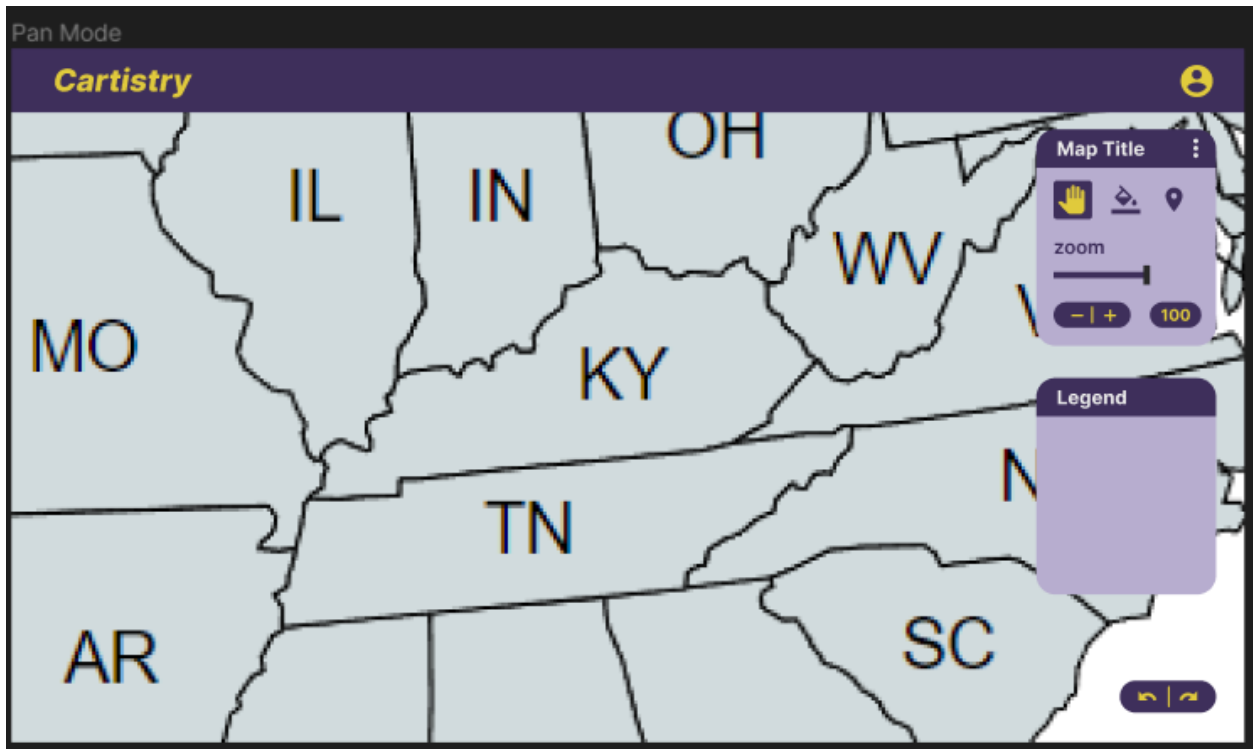 Pan Mode
Cartistry
OH
Map Title
IL
IN
WV
zoom
100
MO
KY
Legend
TN
AR
SC